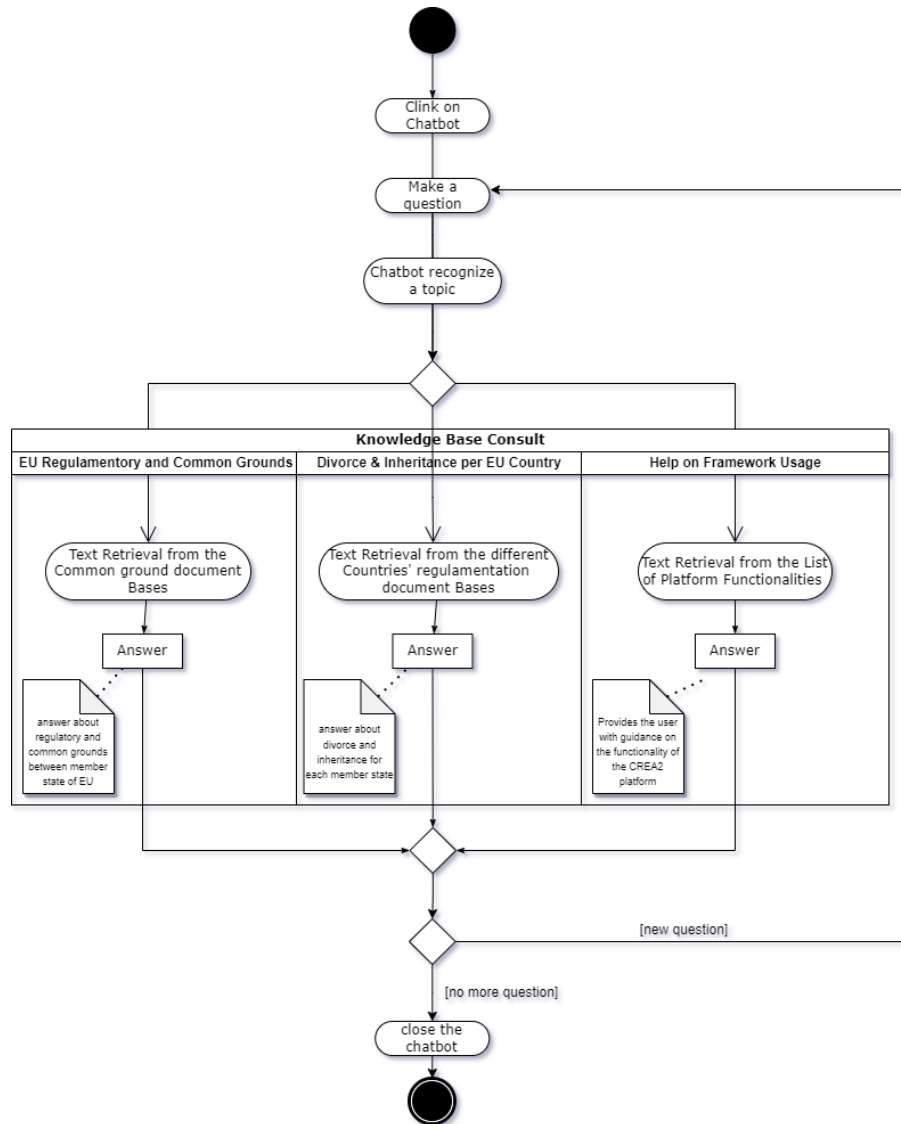 Clink on
Chatbot
Make a
question
Chatbot recognize
a topic
Knowledge Base Consult
EU Regulamentory and Common Grounds
Divorce & Inheritance per EU Country
Help on Framework Usage
Text Retrieval from the
Common ground document
Bases
Text Retrieval from the different
Countries' regulamentation
document Bases
Text Retrieval from the List
of Platform Functionalities
Answer
Answer
Answer
answer about
regulatory and
common grounds
between member
state of EU
answer about
divorce and
inheritance for
each member state
Provides the user
with guidance on
the functionality of
the CREA2
platform
[new question]
[no more question]
close the
chatbot